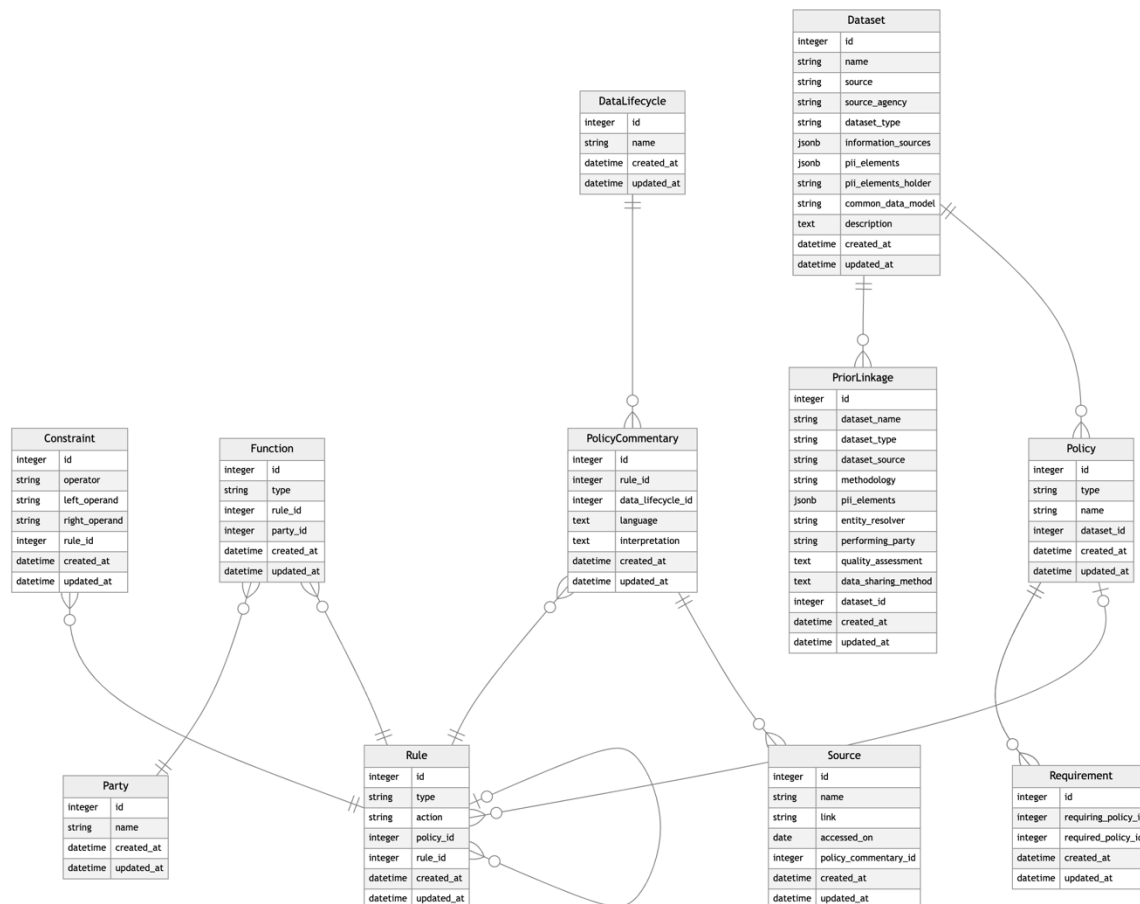 Dataset
integer id
string name
string source
string source_agency
string dataset_type
jsonb information_sources
jsonb pii_elements
string pii_elements_holder
string common_data_model
text description
datetime created_at
datetime updated_at
DataLifecycle
integer id
string name
datetime created_at
datetime updated_at
PriorLinkage
integer id
string dataset_name
string dataset_type
string dataset_source
string methodology
jsonb pii_elements
string entity_resolver
string performing_party
text quality_assessment
text data_sharing_method
integer dataset_id
datetime created_at
datetime updated_at
Constraint
integer id
string operator
string left_operand
string right_operand
integer rule_id
datetime created_at
datetime updated_at
Function
integer id
string type
integer rule_id
integer party_id
datetime created_at
datetime updated_at
PolicyCommentary
integer id
integer rule_id
integer data_lifecycle_id
text language
text interpretation
datetime created_at
datetime updated_at
Policy
integer id
string type
string name
integer dataset_id
datetime created_at
datetime updated_at
Party
integer id
string name
datetime created_at
datetime updated_at
Rule
integer id
string type
string action
integer policy_id
integer rule_id
datetime created_at
datetime updated_at
Source
integer id
string name
string link
date accessed_on
integer policy_commentary_id
datetime created_at
datetime updated_at
Requirement
integer id
integer requiring_policy_i
integer required_policy_id
datetime created_at
datetime updated_at